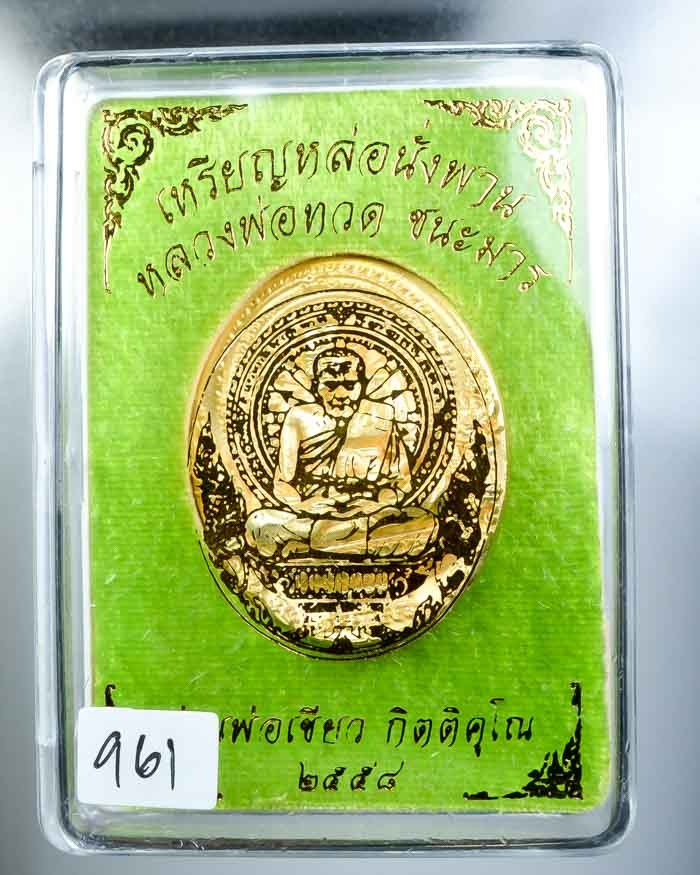 เหรียญหล่อนั่งพาน
หลวงพ่อทวด ชนะมาร
พ่อเขียว กิตติคุโณ
๒๕๕๘
961